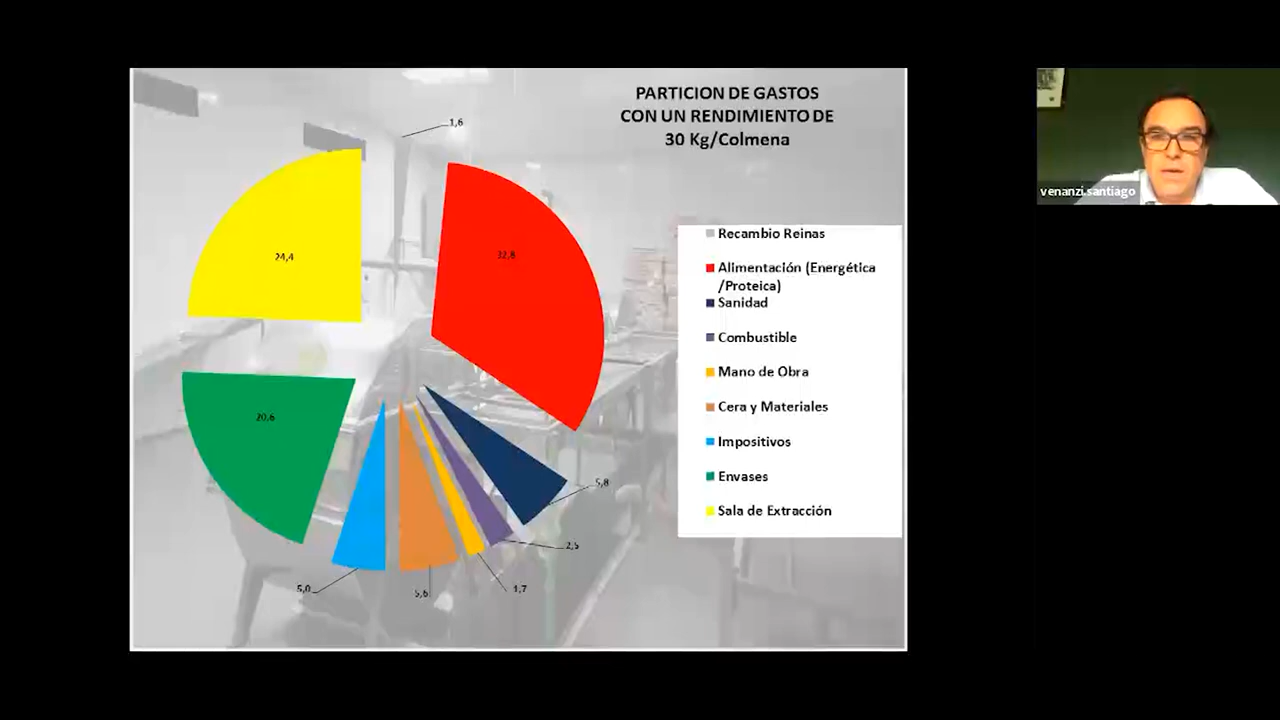 PARTICION DE GASTOS
CON UN RENDIMIENTO DE
30 Kg/Colmena
1,6
24,4
32,8
20,6
5,8
2,5
1,7
5,6
5,0
Recambio Reinas
Alimentación (Energética
/Proteica)
Sanidad
Combustible
Mano de Obra
Cera y Materiales
Impositivos
Envases
Sala de Extracción
venanzi.santiago